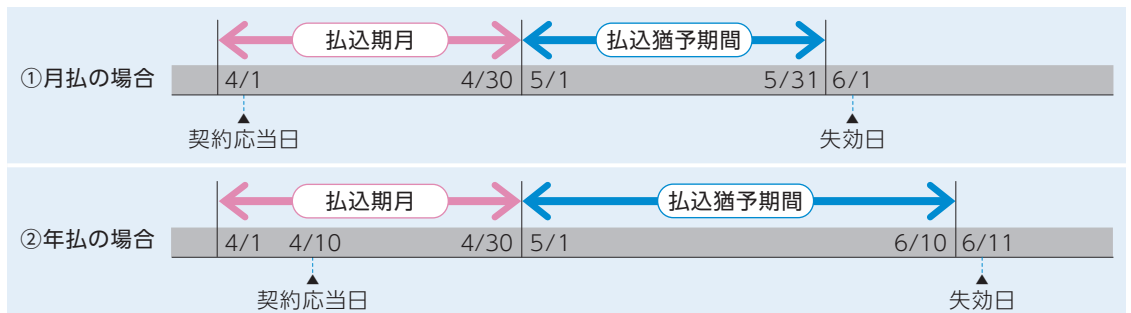 払込期月 払込猶予期間
①月払の場合
4/1 4/30 5/1 5/31 6/1
契約応当日 失効日
払込期月 払込猶予期間
②年払の場合
4/1 4/10 4/30 5/1 6/10 6/11
契約応当日 失効日